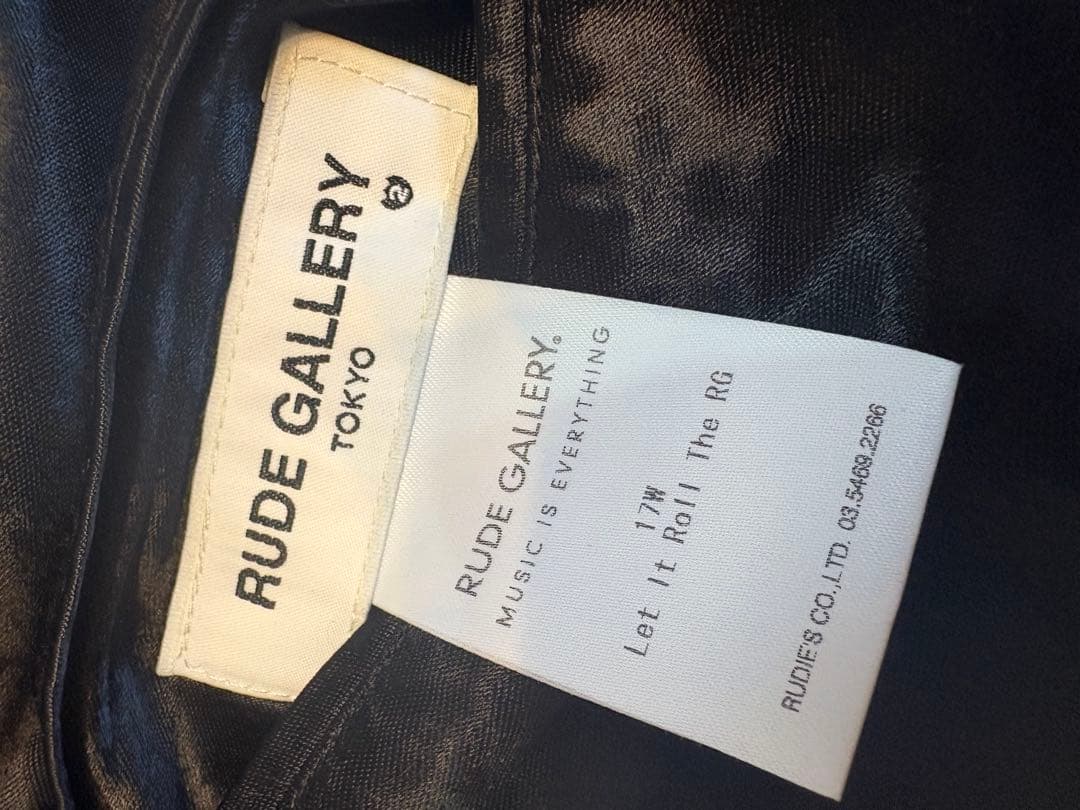 RUDE GALLERY
TOKYO
2
RUDE GALLERY.
MUSIC IS EVERYTHING
17W
Let It Roll The RG
RUDIE'S CO.,LTD. 03.5469.2266